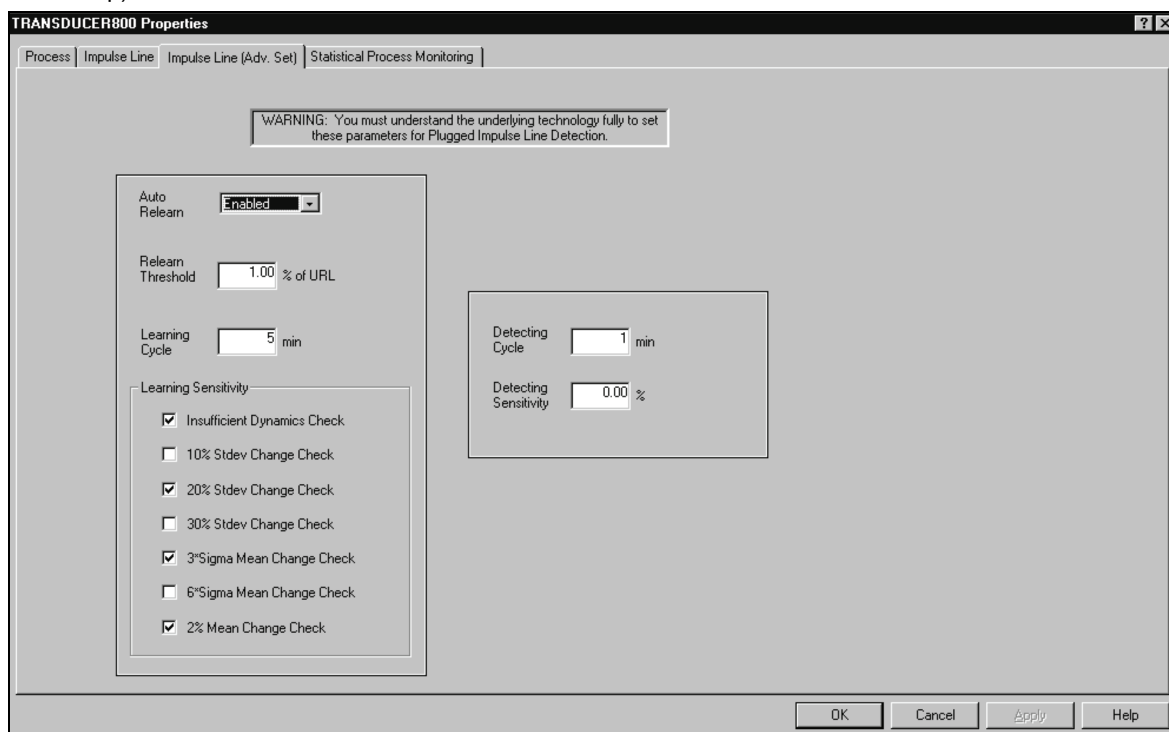 TRANSDUCER800 Properties
Process
Impulse Line
Impulse Line (Adv. Set)
Statistical Process Monitoring
WARNING: You must understand the underlying technology fully to set
these parameters for Plugged Impulse Line Detection.
Auto
Relearn
Enabled
Relearn
Threshold
1.00 % of URL
Learning
Cycle
5 min
Learning Sensitivity
Insufficient Dynamics Check
10% Stdev Change Check
20% Stdev Change Check
30% Stdev Change Check
3*Sigma Mean Change Check
6*Sigma Mean Change Check
2% Mean Change Check
Detecting
Cycle
1 min
Detecting
Sensitivity
0.00 %
OK
Cancel
Apply
Help